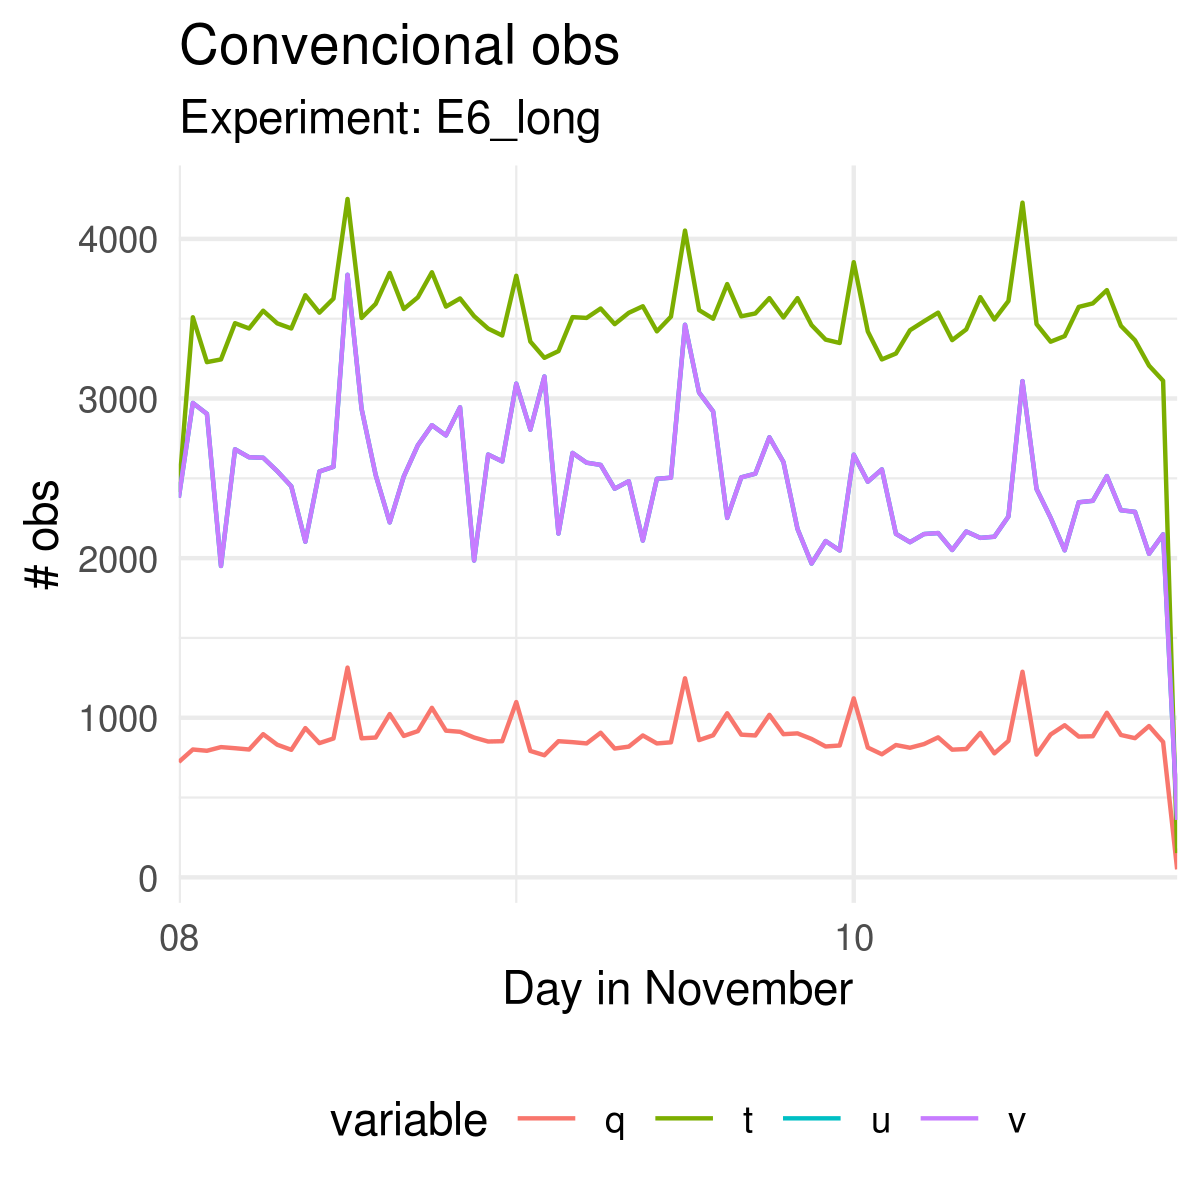 Convencional obs
Experiment: E6_long
# obs
4000
3000
2000
1000
0
08
10
Day in November
variable q t u v